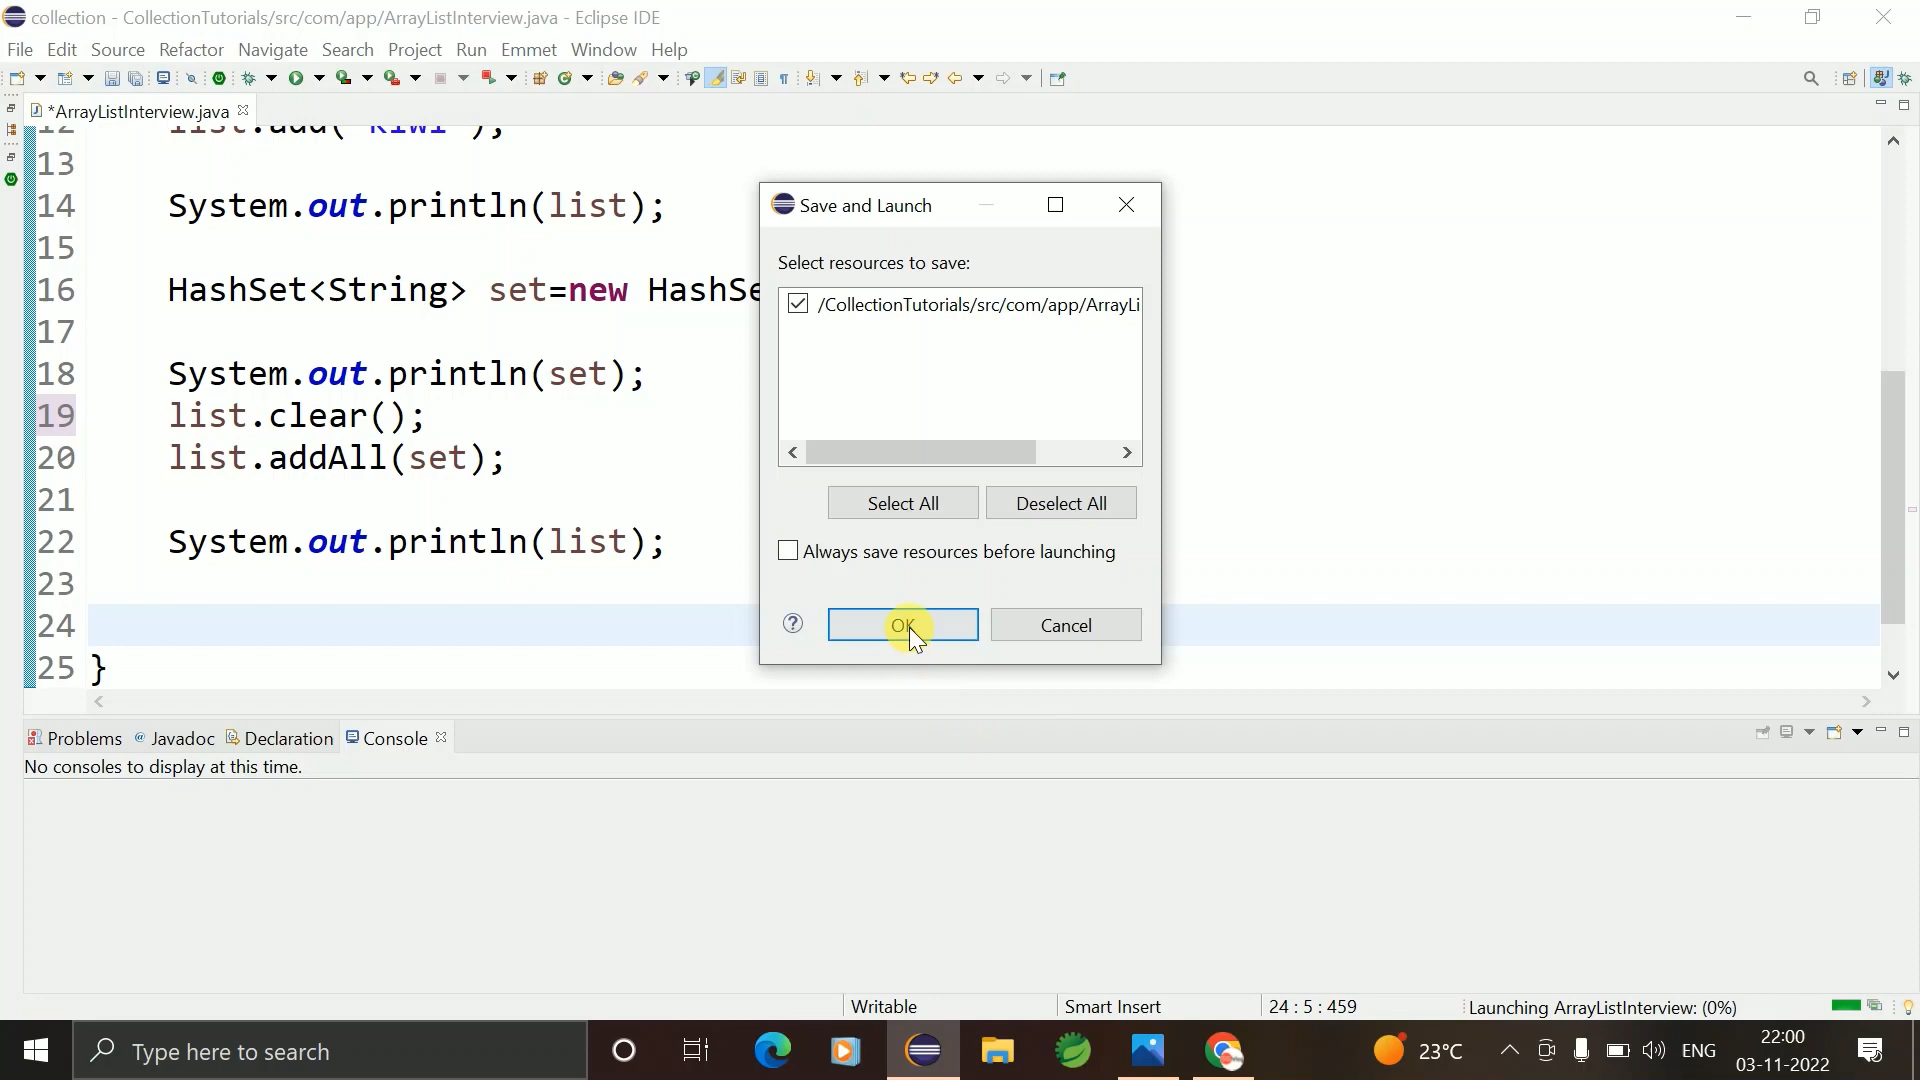 collection - CollectionTutorials/src/com/app/ArrayListInterview.java - Eclipse IDE
File Edit Source Refactor Navigate Search Project Run Emmet Window Help
*ArrayListInterview.java
12 list.add("kiwi");
13
14 System.out.println(list);
15
16 HashSet<String> set=new HashSe
17
18 System.out.println(set);
19 list.clear();
20 list.addAll(set);
21
22 System.out.println(list);
23
24
25 }
Save and Launch
Select resources to save:
/CollectionTutorials/src/com/app/ArrayLi
Select All Deselect All
Always save resources before launching
OK Cancel
Problems Javadoc Declaration Console
No consoles to display at this time.
Writable Smart Insert 24 : 5 : 459 Launching ArrayListInterview: (0%)
Type here to search 23°C ENG 22:00
03-11-2022